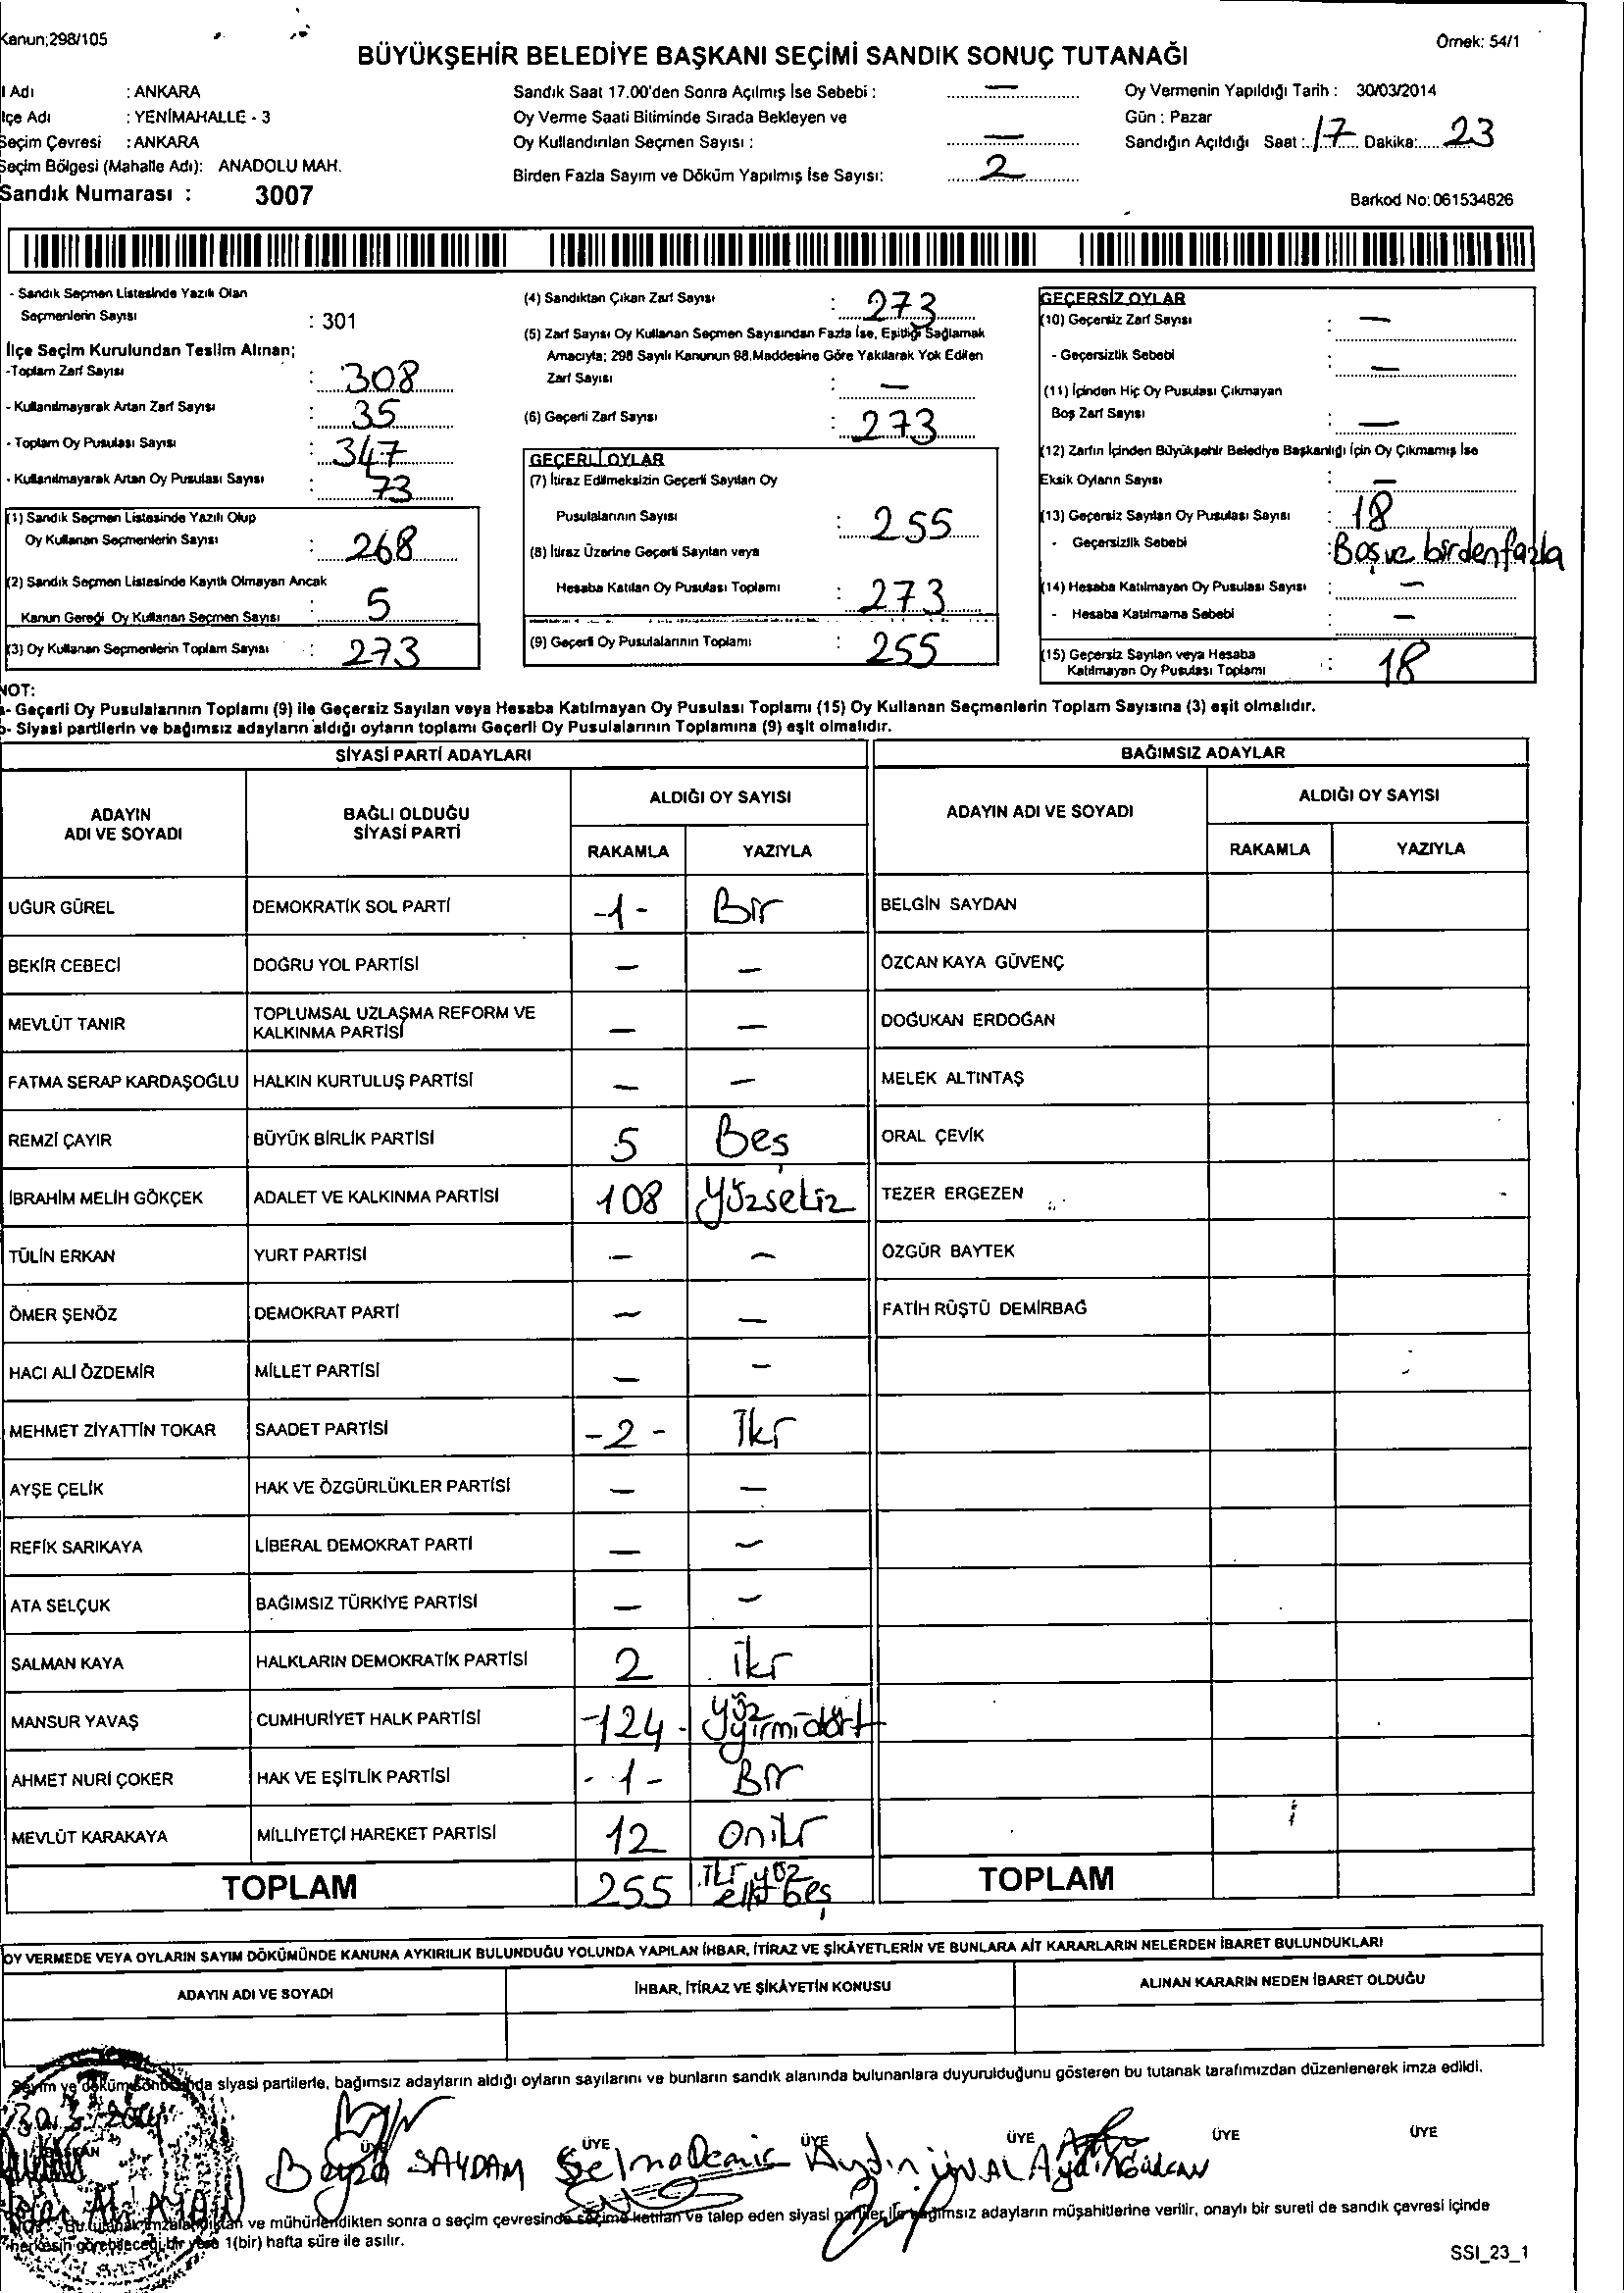 Kanun;298/105
Örnek: 54/1
BÜYÜKŞEHİR BELEDİYE BAŞKANI SEÇİMİ SANDIK SONUÇ TUTANAĞI
l Adı : ANKARA
lçe Adı : YENİMAHALLE - 3
Seçim Çevresi : ANKARA
Seçim Bölgesi (Mahalle Adı): ANADOLU MAH.
Sandık Numarası : 3007
Sandık Saat 17.00'den Sonra Açılmış İse Sebebi : —
Oy Verme Saati Bitiminde Sırada Bekleyen ve
Oy Kullandırılan Seçmen Sayısı : —
Birden Fazla Sayım ve Döküm Yapılmış İse Sayısı: 2
Oy Vermenin Yapıldığı Tarih : 30/03/2014
Gün : Pazar
Sandığın Açıldığı Saat : 17 Dakika: 23
Barkod No: 061534826
- Sandık Seçmen Listesinde Yazılı Olan
Seçmenlerin Sayısı : 301
İlçe Seçim Kurulundan Teslim Alınan;
-Toplam Zarf Sayısı : 308
- Kullanılmayarak Artan Zarf Sayısı : 35
- Toplam Oy Pusulası Sayısı : 347
- Kullanılmayarak Artan Oy Pusulası Sayısı : 73
(1) Sandık Seçmen Listesinde Yazılı Olup
Oy Kullanan Seçmenlerin Sayısı : 268
(2) Sandık Seçmen Listesinde Kayıtlı Olmayan Ancak
Kanun Gereği Oy Kullanan Seçmen Sayısı : 5
(3) Oy Kullanan Seçmenlerin Toplam Sayısı : 273
(4) Sandıktan Çıkan Zarf Sayısı : 273
(5) Zarf Sayısı Oy Kullanan Seçmen Sayısından Fazla İse, Eşitliği Sağlamak
Amacıyla; 298 Sayılı Kanunun 98.Maddesine Göre Yakılarak Yok Edilen
Zarf Sayısı : —
(6) Geçerli Zarf Sayısı : 273
GEÇERLİ OYLAR
(7) İtiraz Edilmeksizin Geçerli Sayılan Oy
Pusulalarının Sayısı : 255
(8) İtiraz Üzerine Geçerli Sayılan veya
Hesaba Katılan Oy Pusulası Toplamı : 273
(9) Geçerli Oy Pusulalarının Toplamı : 255
GEÇERSİZ OYLAR
(10) Geçersiz Zarf Sayısı : —
- Geçersizlik Sebebi : —
(11) İçinden Hiç Oy Pusulası Çıkmayan
Boş Zarf Sayısı : —
(12) Zarfın İçinden Büyükşehir Belediye Başkanlığı İçin Oy Çıkmamış İse
Eksik Oyların Sayısı : —
(13) Geçersiz Sayılan Oy Pusulası Sayısı : 18
- Geçersizlik Sebebi : Boş ve birden fazla
(14) Hesaba Katılmayan Oy Pusulası Sayısı : —
- Hesaba Katılmama Sebebi : —
(15) Geçersiz Sayılan veya Hesaba
Katılmayan Oy Pusulası Toplamı : 18
NOT:
a- Geçerli Oy Pusulalarının Toplamı (9) ile Geçersiz Sayılan veya Hesaba Katılmayan Oy Pusulası Toplamı (15) Oy Kullanan Seçmenlerin Toplam Sayısına (3) eşit olmalıdır.
b- Siyasi partilerin ve bağımsız adayların aldığı oyların toplamı Geçerli Oy Pusulalarının Toplamına (9) eşit olmalıdır.
SİYASİ PARTİ ADAYLARI
BAĞIMSIZ ADAYLAR
ADAYIN ADI VE SOYADI
BAĞLI OLDUĞU SİYASİ PARTİ
ALDIĞI OY SAYISI
RAKAMLA YAZIYLA
ADAYIN ADI VE SOYADI
ALDIĞI OY SAYISI
RAKAMLA YAZIYLA
UĞUR GÜREL DEMOKRATİK SOL PARTİ -1- Bir BELGİN SAYDAN
BEKİR CEBECİ DOĞRU YOL PARTİSİ — — ÖZCAN KAYA GÜVENÇ
MEVLÜT TANIR TOPLUMSAL UZLAŞMA REFORM VE KALKINMA PARTİSİ — — DOĞUKAN ERDOĞAN
FATMA SERAP KARDAŞOĞLU HALKIN KURTULUŞ PARTİSİ — — MELEK ALTINTAŞ
REMZİ ÇAYIR BÜYÜK BİRLİK PARTİSİ 5 Beş ORAL ÇEVİK
İBRAHİM MELİH GÖKÇEK ADALET VE KALKINMA PARTİSİ 108 Yüzsekiz TEZER ERGEZEN
TÜLİN ERKAN YURT PARTİSİ — — ÖZGÜR BAYTEK
ÖMER ŞENÖZ DEMOKRAT PARTİ — — FATİH RÜŞTÜ DEMİRBAĞ
HACI ALİ ÖZDEMİR MİLLET PARTİSİ — —
MEHMET ZİYATTİN TOKAR SAADET PARTİSİ -2- İki
AYŞE ÇELİK HAK VE ÖZGÜRLÜKLER PARTİSİ — —
REFİK SARIKAYA LİBERAL DEMOKRAT PARTİ — —
ATA SELÇUK BAĞIMSIZ TÜRKİYE PARTİSİ — —
SALMAN KAYA HALKLARIN DEMOKRATİK PARTİSİ 2 iki
MANSUR YAVAŞ CUMHURİYET HALK PARTİSİ -124- yüz yirmidört
AHMET NURİ ÇOKER HAK VE EŞİTLİK PARTİSİ -1- Bir
MEVLÜT KARAKAYA MİLLİYETÇİ HAREKET PARTİSİ 12 oniki
TOPLAM 255 İki yüz elli beş TOPLAM
OY VERMEDE VEYA OYLARIN SAYIM DÖKÜMÜNDE KANUNA AYKIRILIK BULUNDUĞU YOLUNDA YAPILAN İHBAR, İTİRAZ VE ŞİKÂYETLERİN VE BUNLARA AİT KARARLARIN NELERDEN İBARET BULUNDUKLARI
ADAYIN ADI VE SOYADI İHBAR, İTİRAZ VE ŞİKÂYETİN KONUSU ALINAN KARARIN NEDEN İBARET OLDUĞU
Sayım ve döküm sonucunda siyasi partilerle, bağımsız adayların aldığı oyların sayılarını ve bunların sandık alanında bulunanlara duyurulduğunu gösteren bu tutanak tarafımızdan düzenlenerek imza edildi.
30.3.2014
BAŞKAN ÜYE ÜYE ÜYE ÜYE ÜYE ÜYE
Beyza SAYDAM Selma Demir Aydın ÜNAL
NOT: Bu tutanak imzalandıktan ve mühürlendikten sonra o seçim çevresinde seçime katılan ve talep eden siyasi partiler ile bağımsız adayların müşahitlerine verilir, onaylı bir sureti de sandık çevresi içinde
herkesin görebileceği bir yere 1(bir) hafta süre ile asılır.
SSI_23_1